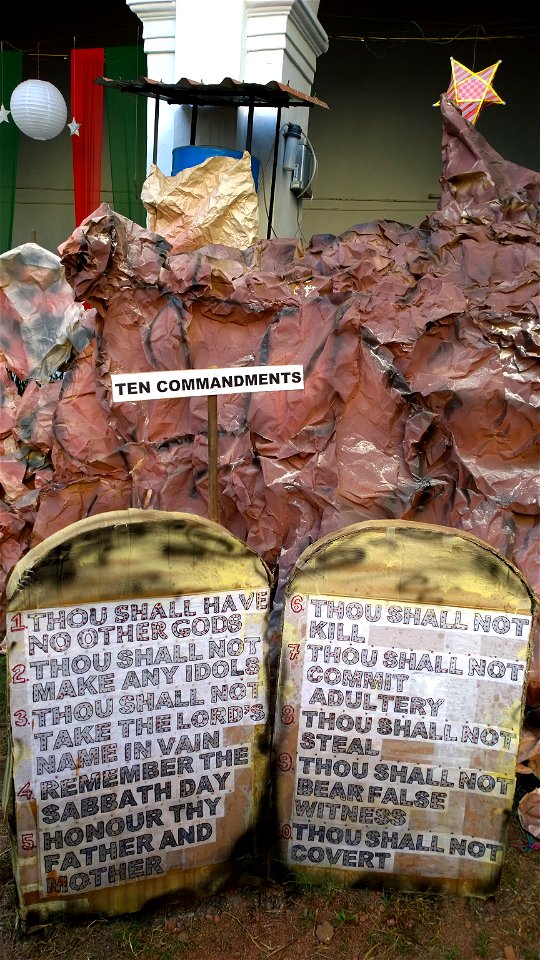 TEN COMMANDMENTS
1. THOU SHALL HAVE
NO OTHER GODS
2. THOU SHALL NOT
MAKE ANY IDOLS
3. THOU SHALL NOT
TAKE THE LORD'S
NAME IN VAIN
4. REMEMBER THE
SABBATH DAY
5. HONOUR THY
FATHER AND
MOTHER
6. THOU SHALL NOT
KILL
7 THOU SHALL NOT
COMMIT
ADULTERY
8 THOU SHALL NOT
STEAL
9 THOU SHALL NOT
BEAR FALSE
WITNESS
THOU SHALL NOT
COVERT